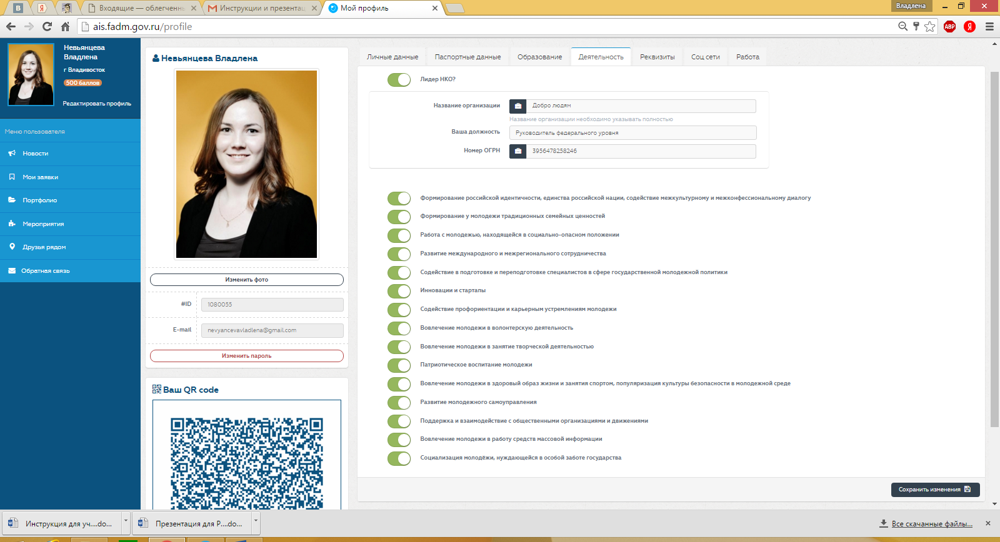 Входящие — облегченны
Инструкции и презентац
Мой профиль
Владлена
ais.fadm.gov.ru/profile
ABP
Невьянцева
Владлена
г Владивосток
500 баллов
Редактировать профиль
Меню пользователя
Новости
Мои заявки
Портфолио
Мероприятия
Друзья рядом
Обратная связь
Невьянцева Владлена
Изменить фото
#ID 1080055
E-mail nevyancevavladlena@gmail.com
Изменить пароль
Ваш QR code
Личные данные Паспортные данные Образование Деятельность Реквизиты Соц сети Работа
Лидер НКО?
Название организации Добро людям
Название организации необходимо указывать полностью
Ваша должность Руководитель федерального уровня
Номер ОГРН 3956478258246
Формирование российской идентичности, единства российской нации, содействие межкультурному и межконфессиональному диалогу
Формирование у молодежи традиционных семейных ценностей
Работа с молодежью, находящейся в социально-опасном положении
Развитие международного и межрегионального сотрудничества
Содействие в подготовке и переподготовке специалистов в сфере государственной молодежной политики
Инновации и стартапы
Содействие профориентации и карьерным устремлениям молодежи
Вовлечение молодежи в волонтерскую деятельность
Вовлечение молодежи в занятие творческой деятельностью
Патриотическое воспитание молодежи
Вовлечение молодежи в здоровый образ жизни и занятия спортом, популяризация культуры безопасности в молодежной среде
Развитие молодежного самоуправления
Поддержка и взаимодействие с общественными организациями и движениями
Вовлечение молодежи в работу средств массовой информации
Социализация молодёжи, нуждающейся в особой заботе государства
Сохранить изменения
Инструкция для уч....do...
Презентация для Р....do...
Все скачанные файлы...